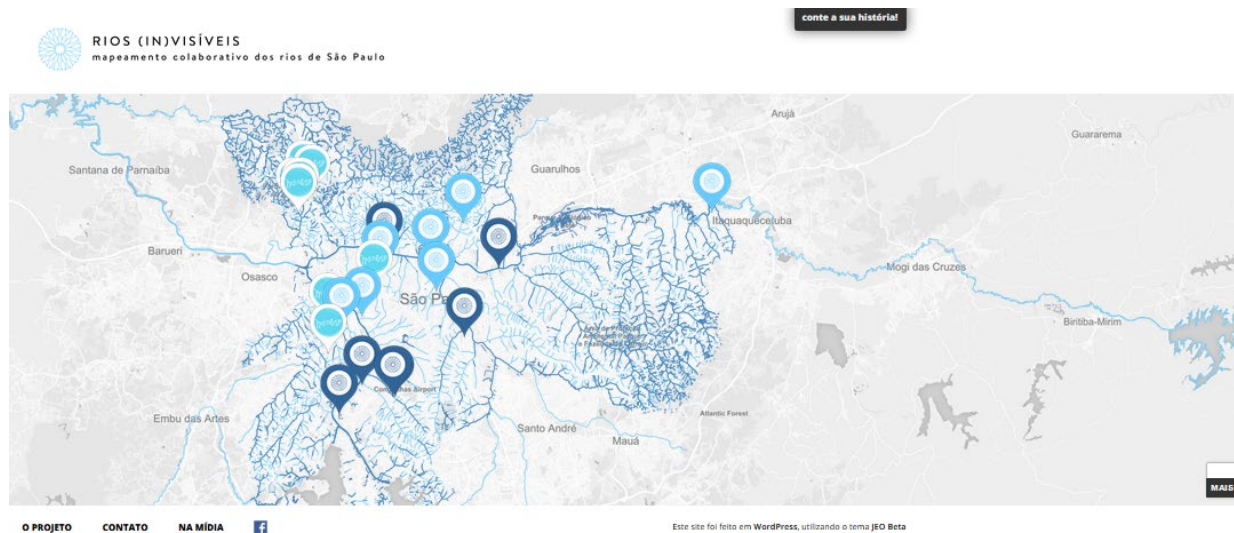 conte a sua história!
RIOS (IN)VISÍVEIS
mapeamento colaborativo dos rios de São Paulo
Arujá
Guararema
Santana de Parnaíba
Guarulhos
Itaquaquecetuba
Barueri
Osasco
Mogi das Cruzes
São
Biritiba-Mirim
Airport
Embu das Artes
Atlantic Forest
Santo André
Mauá
MAIS
O PROJETO CONTATO NA MÍDIA
Este site foi feito em WordPress, utilizando o tema JEO Beta